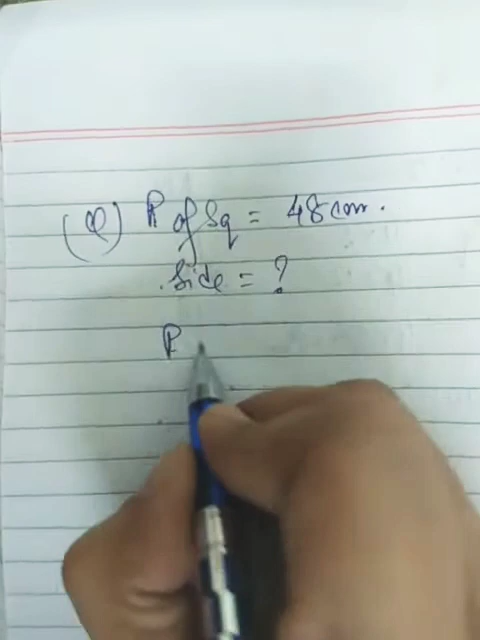 (Q) P of Sq = 48 cm.
Side = ?
P